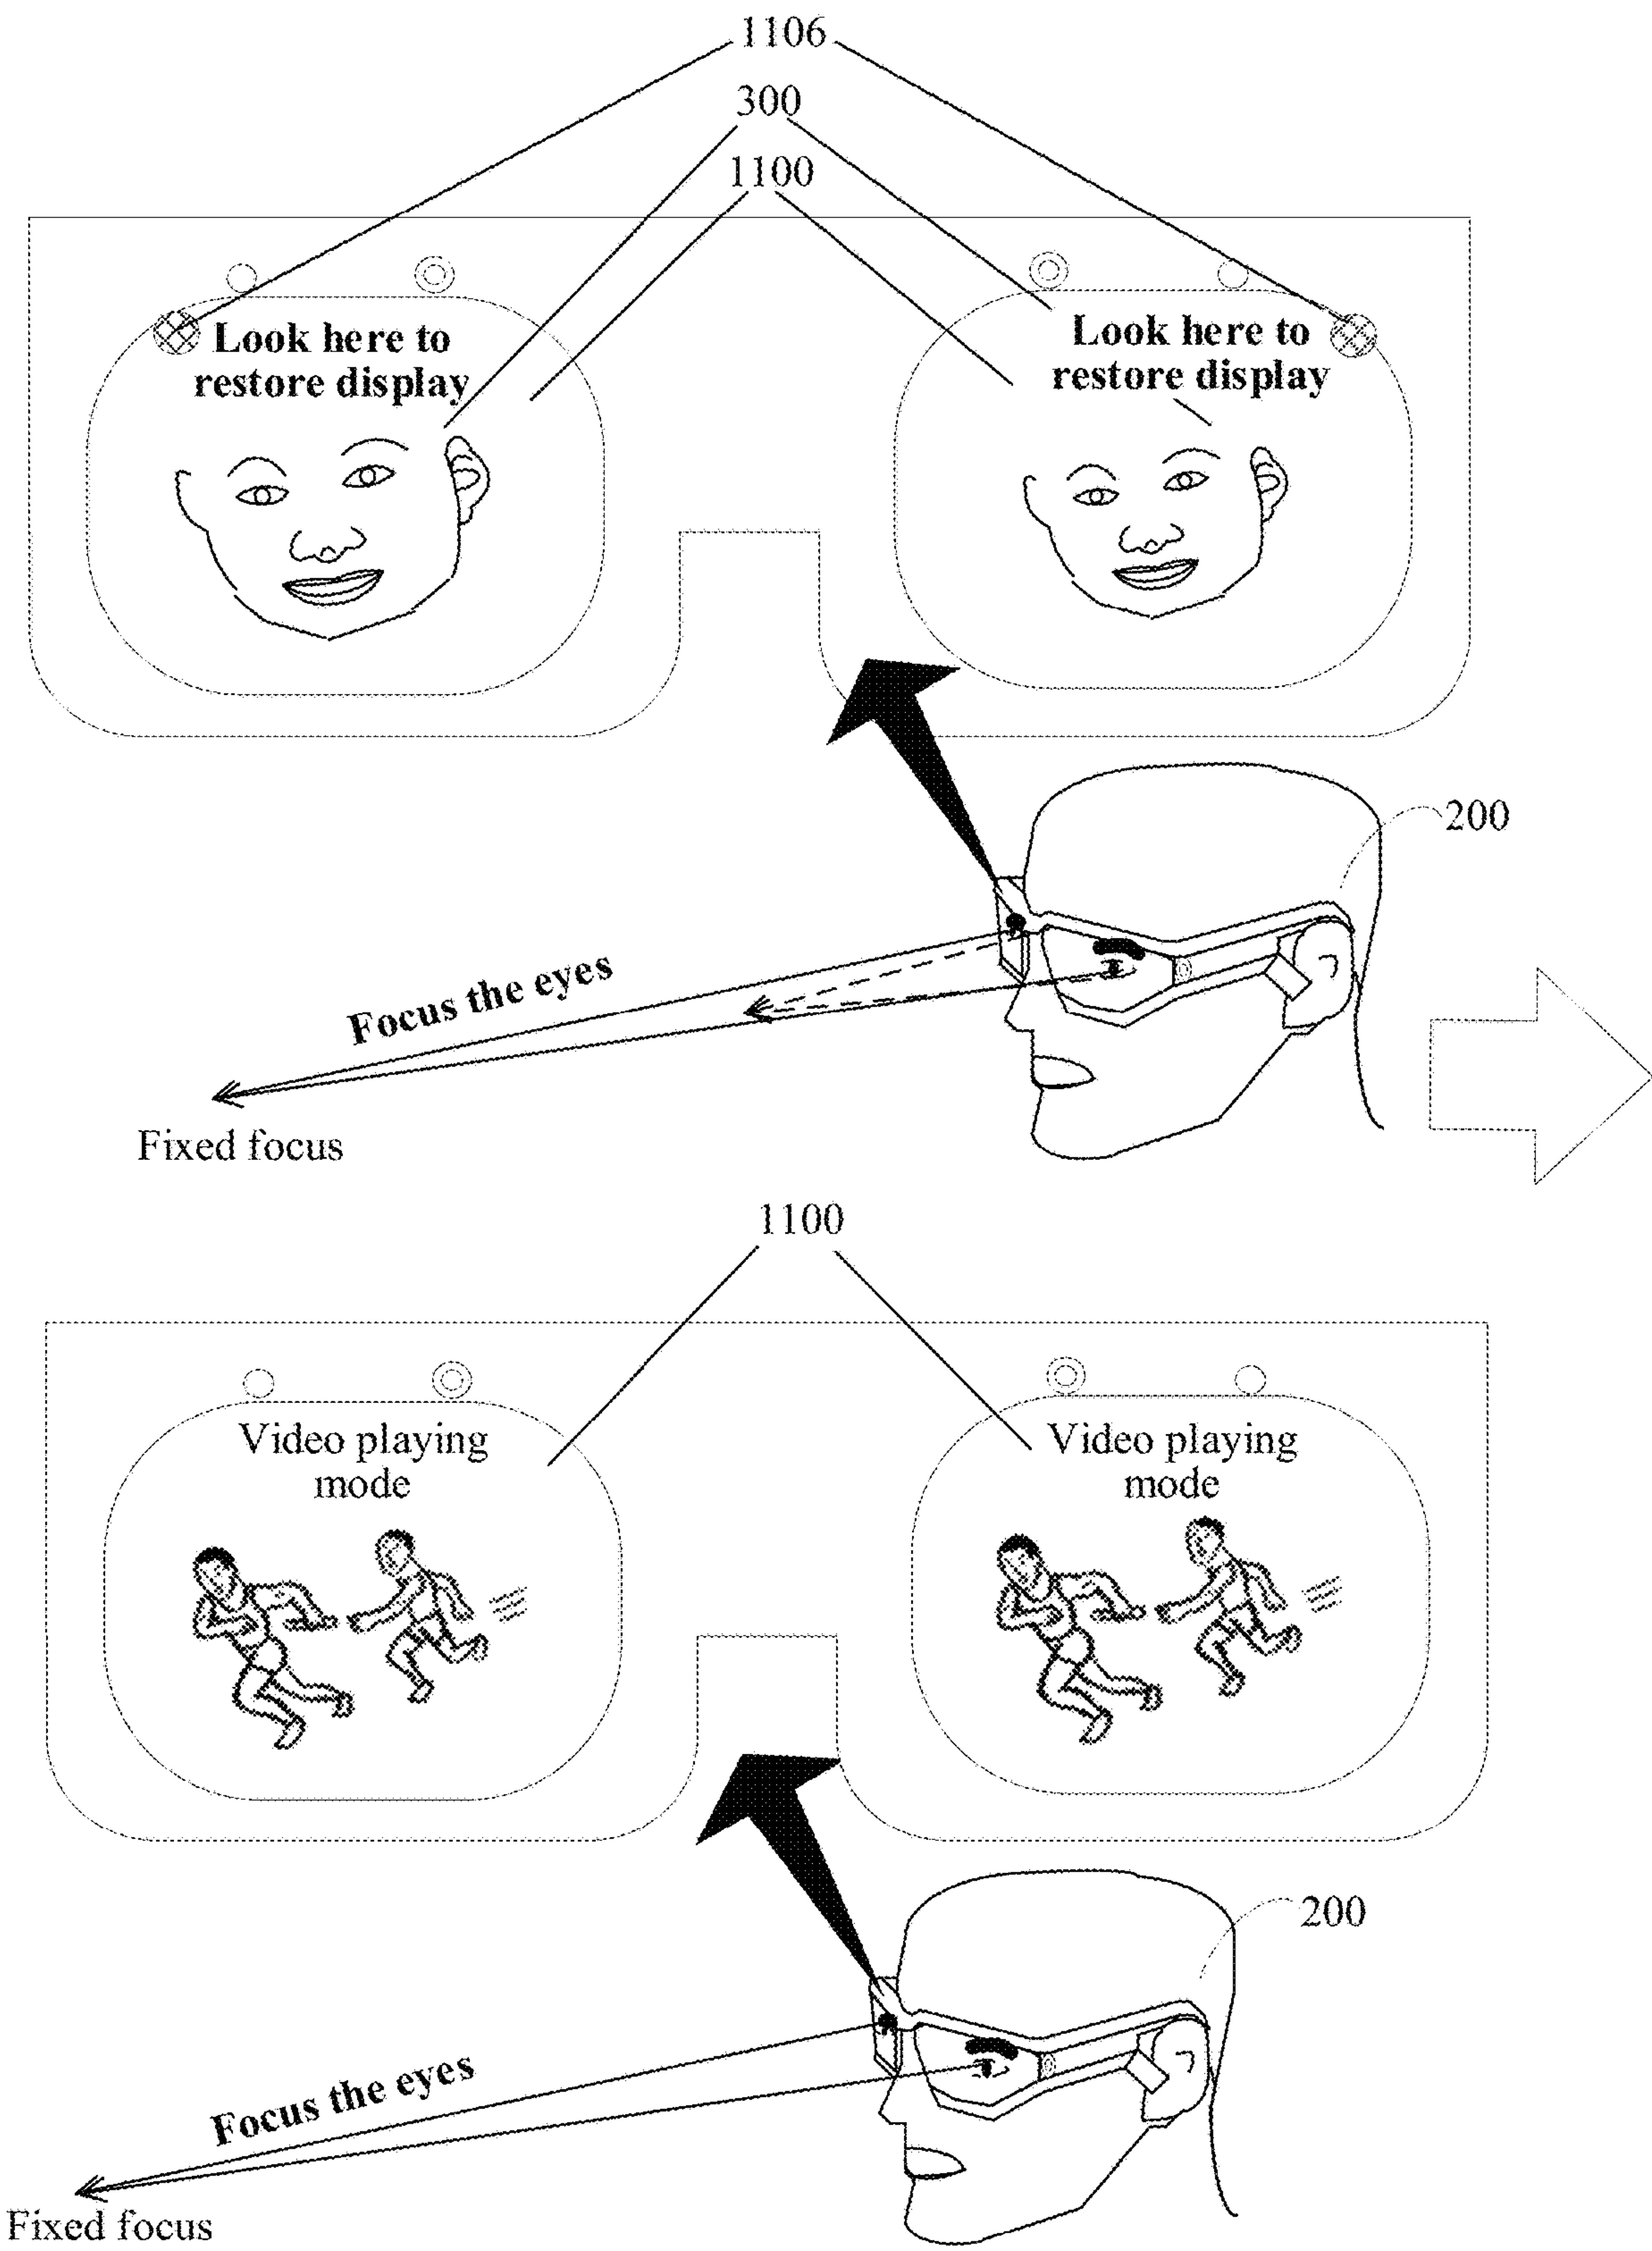 1106
300
1100
Look here to
restore display
Look here to
restore display
200
Focus the eyes
Fixed focus
1100
Video playing
mode
Video playing
mode
200
Focus the eyes
Fixed focus